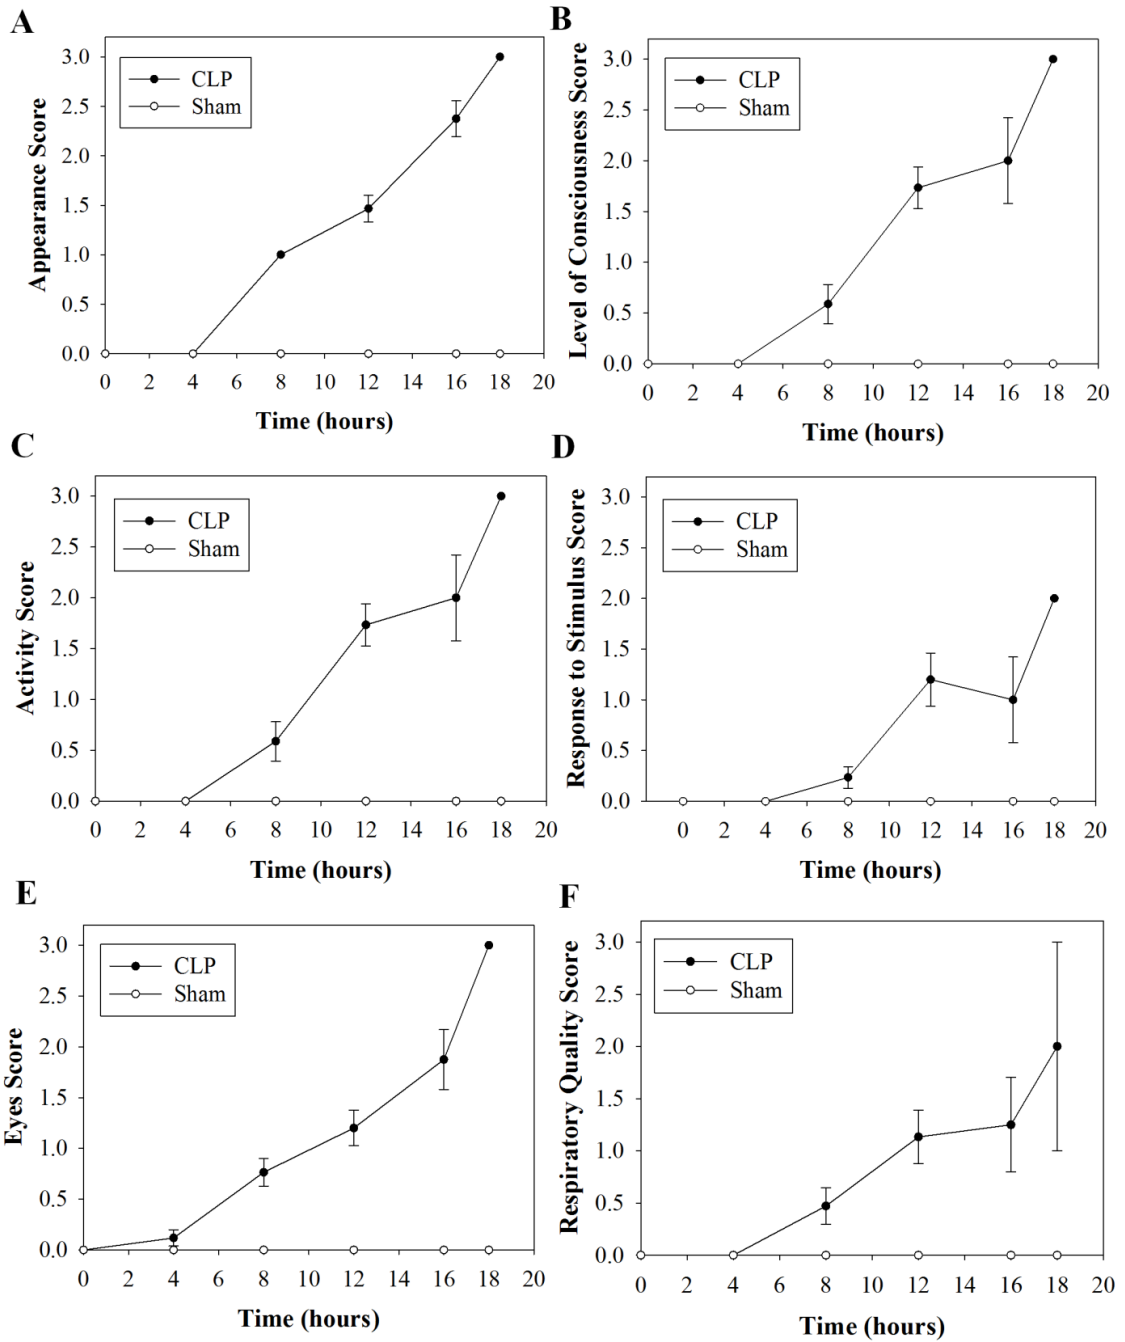 A
Appearance Score
3.0
2.5
2.0
1.5
1.0
0.5
0.0
CLP
Sham
0 2 4 6 8 10 12 14 16 18 20
Time (hours)
B
Level of Consciousness Score
3.0
2.5
2.0
1.5
1.0
0.5
0.0
CLP
Sham
0 2 4 6 8 10 12 14 16 18 20
Time (hours)
C
Activity Score
3.0
2.5
2.0
1.5
1.0
0.5
0.0
CLP
Sham
0 2 4 6 8 10 12 14 16 18 20
Time (hours)
D
Response to Stimulus Score
3.0
2.5
2.0
1.5
1.0
0.5
0.0
CLP
Sham
0 2 4 6 8 10 12 14 16 18 20
Time (hours)
E
Eyes Score
3.0
2.5
2.0
1.5
1.0
0.5
0.0
CLP
Sham
0 2 4 6 8 10 12 14 16 18 20
Time (hours)
F
Respiratory Quality Score
3.0
2.5
2.0
1.5
1.0
0.5
0.0
CLP
Sham
0 2 4 6 8 10 12 14 16 18 20
Time (hours)